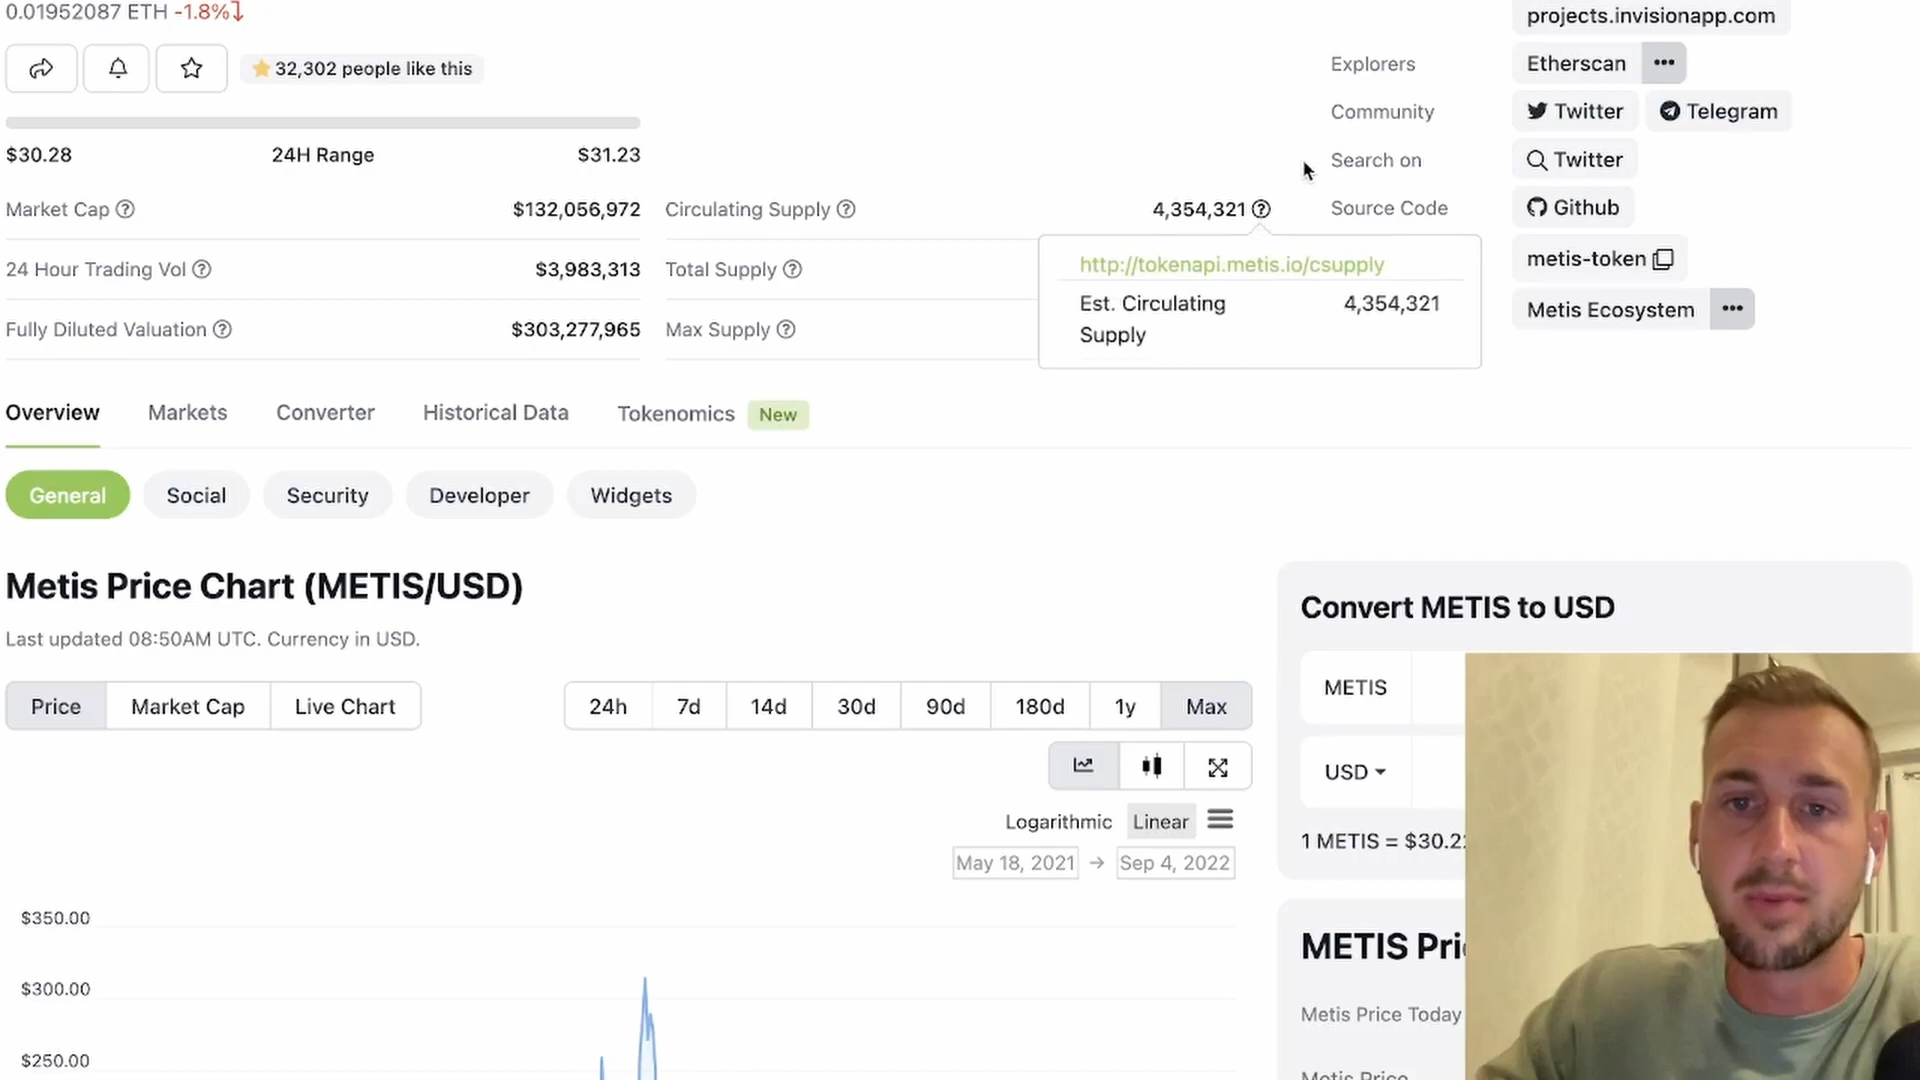 0.01952087 ETH -1.8%
projects.invisionapp.com
32,302 people like this
Explorers
Etherscan
Community
Twitter
Telegram
$30.28
24H Range
$31.23
Search on
Twitter
Market Cap
$132,056,972
Circulating Supply
4,354,321
Source Code
Github
24 Hour Trading Vol
$3,983,313
Total Supply
http://tokenapi.metis.io/csupply
metis-token
Est. Circulating
Supply
4,354,321
Metis Ecosystem
Fully Diluted Valuation
$303,277,965
Max Supply
Overview
Markets
Converter
Historical Data
Tokenomics
New
General
Social
Security
Developer
Widgets
Metis Price Chart (METIS/USD)
Last updated 08:50AM UTC. Currency in USD.
Price
Market Cap
Live Chart
24h
7d
14d
30d
90d
180d
1y
Max
Logarithmic
Linear
May 18, 2021 → Sep 4, 2022
$350.00
$300.00
$250.00
Convert METIS to USD
METIS
USD
1 METIS = $30.2
METIS
Metis Price Today
Metis Price